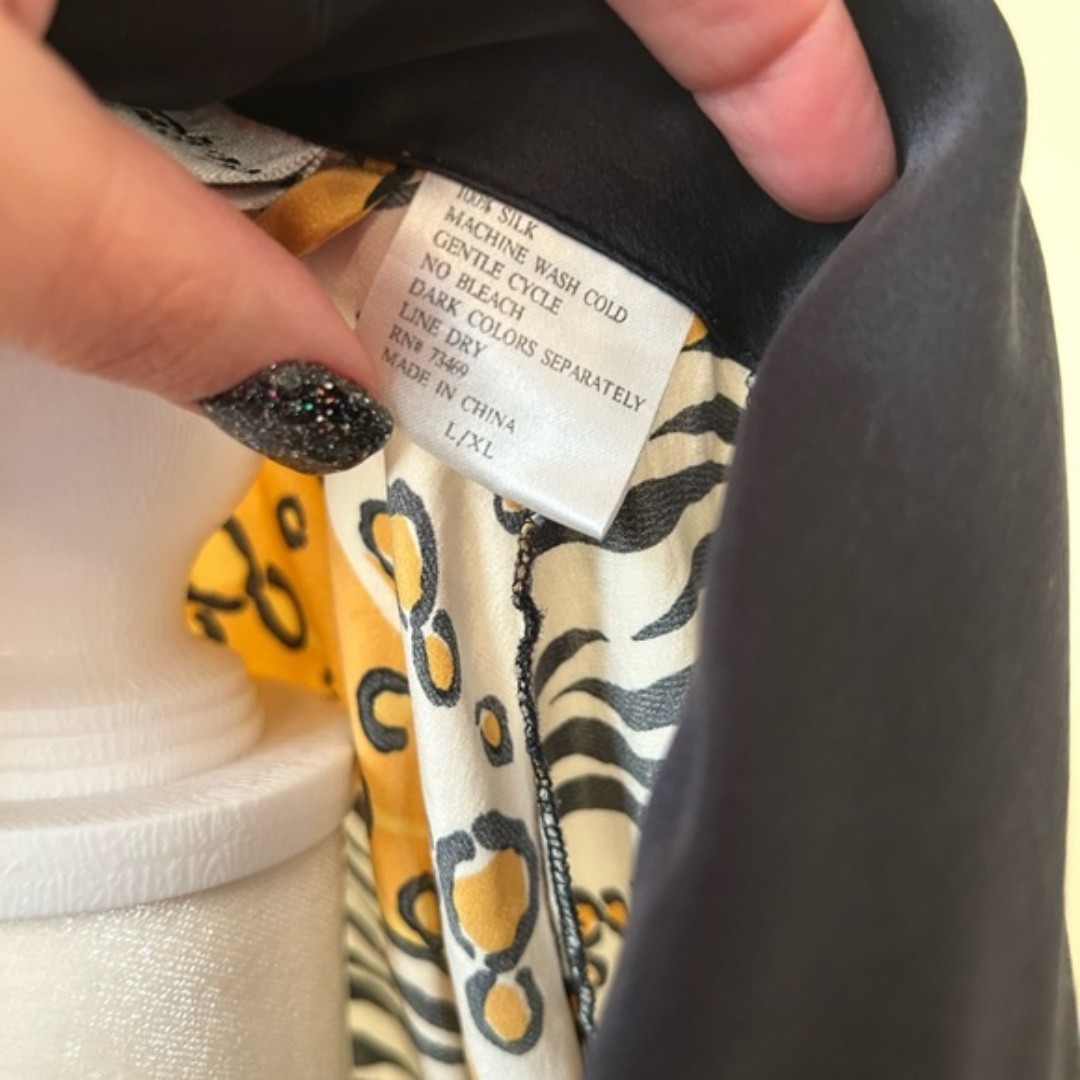 100% SILK
MACHINE WASH COLD
GENTLE CYCLE
NO BLEACH
DARK COLORS SEPARATELY
LINE DRY
RN# 73469
MADE IN CHINA
L/XL